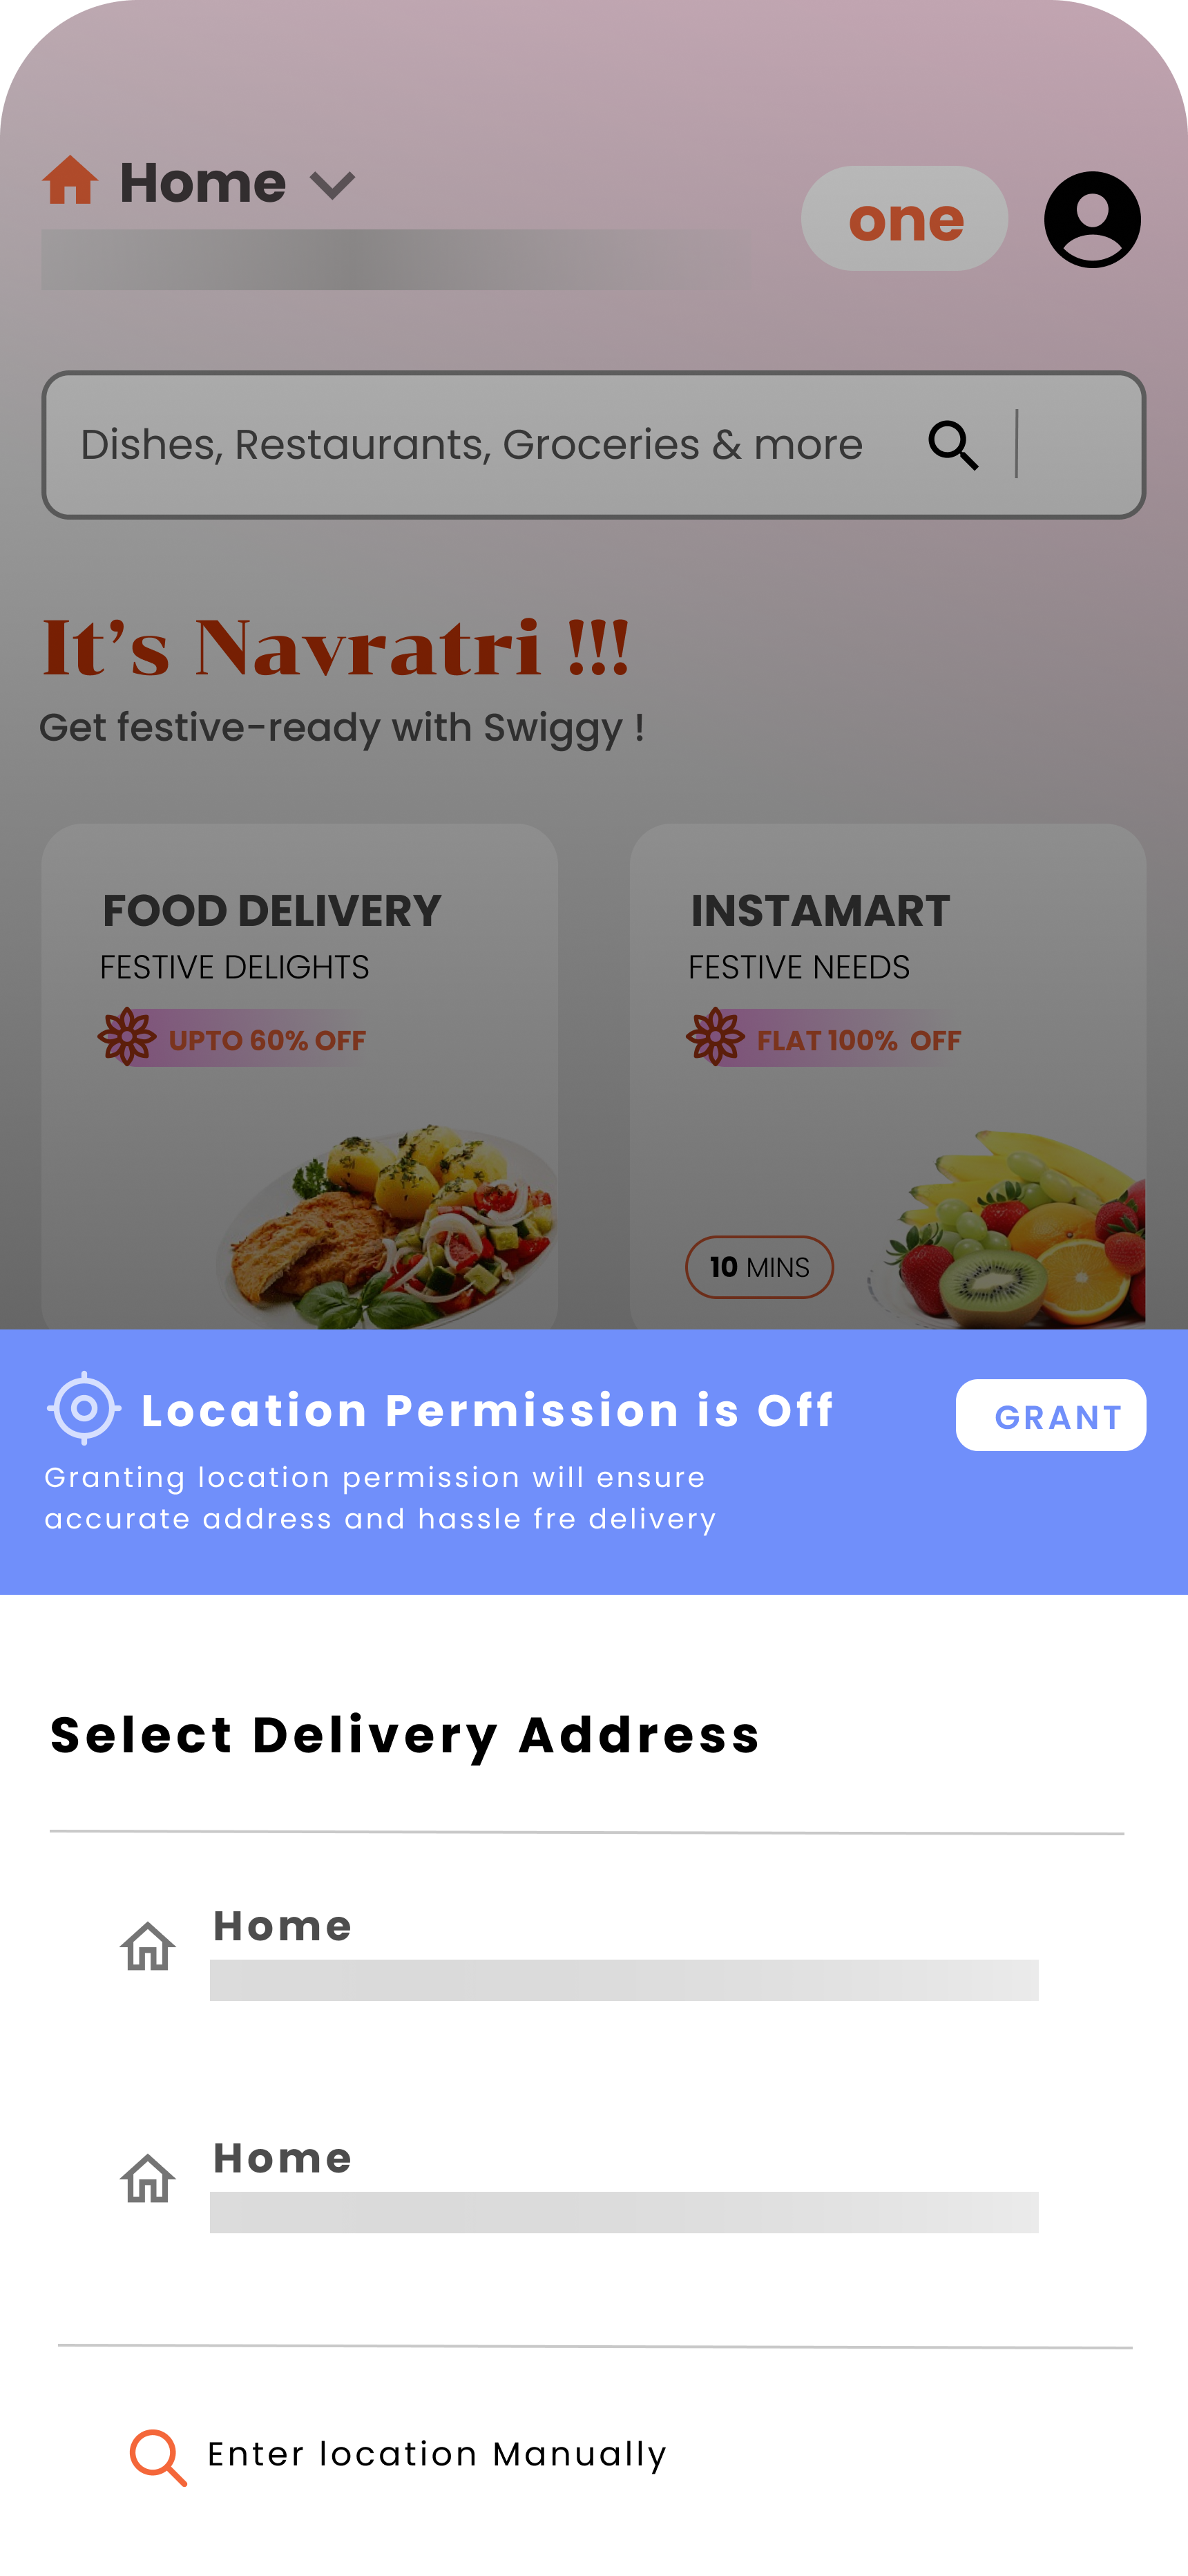 Home
one
Dishes, Restaurants, Groceries & more
It's Navratri !!!
Get festive-ready with Swiggy !
FOOD DELIVERY
FESTIVE DELIGHTS
UPTO 60% OFF
INSTAMART
FESTIVE NEEDS
FLAT 100% OFF
10 MINS
Location Permission is Off
GRANT
Granting location permission will ensure
accurate address and hassle fre delivery
Select Delivery Address
Home
Home
Enter location Manually